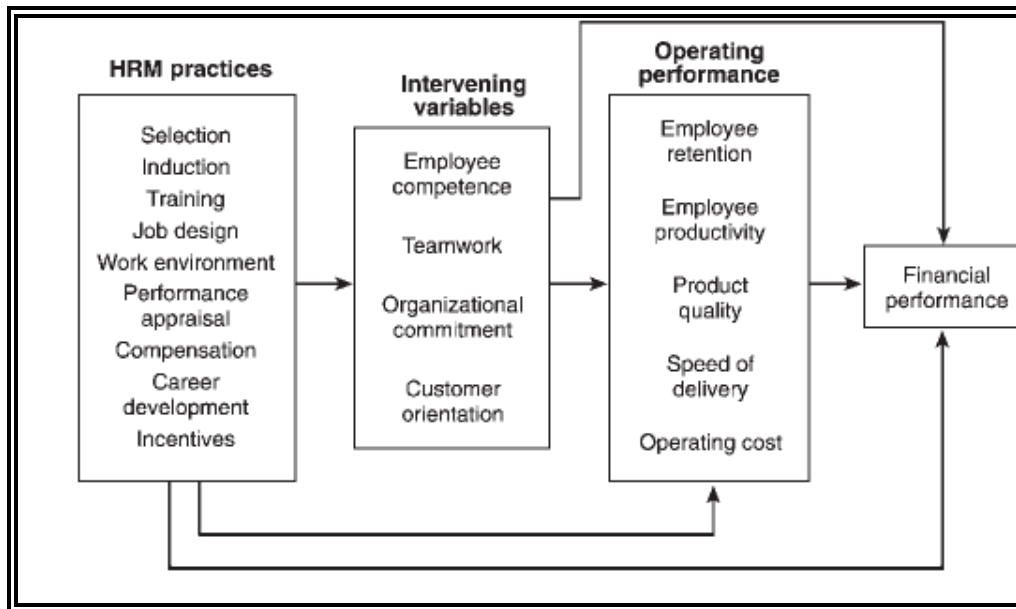 HRM practices
Selection
Induction
Training
Job design
Work environment
Performance
appraisal
Compensation
Career
development
Incentives
Intervening
variables
Employee
competence
Teamwork
Organizational
commitment
Customer
orientation
Operating
performance
Employee
retention
Employee
productivity
Product
quality
Speed of
delivery
Operating cost
Financial
performance